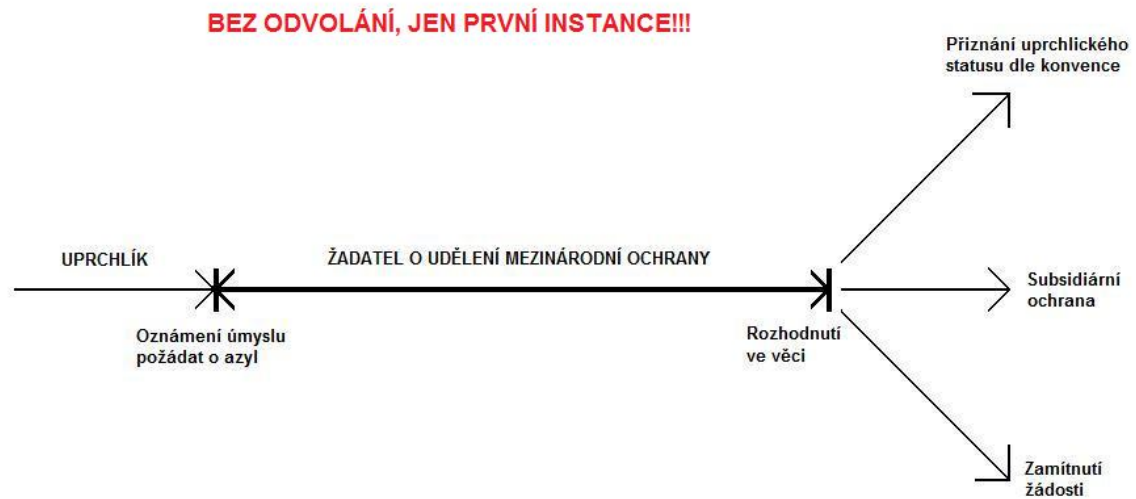 BEZ ODVOLÁNÍ, JEN PRVNÍ INSTANCE!!!
Přiznání uprchlického
statusu dle konvence
UPRCHLÍK
ŽADATEL O UDĚLENÍ MEZINÁRODNÍ OCHRANY
Subsidiární
ochrana
Oznámení úmyslu
požádat o azyl
Rozhodnutí
ve věci
Zamítnutí
žádosti